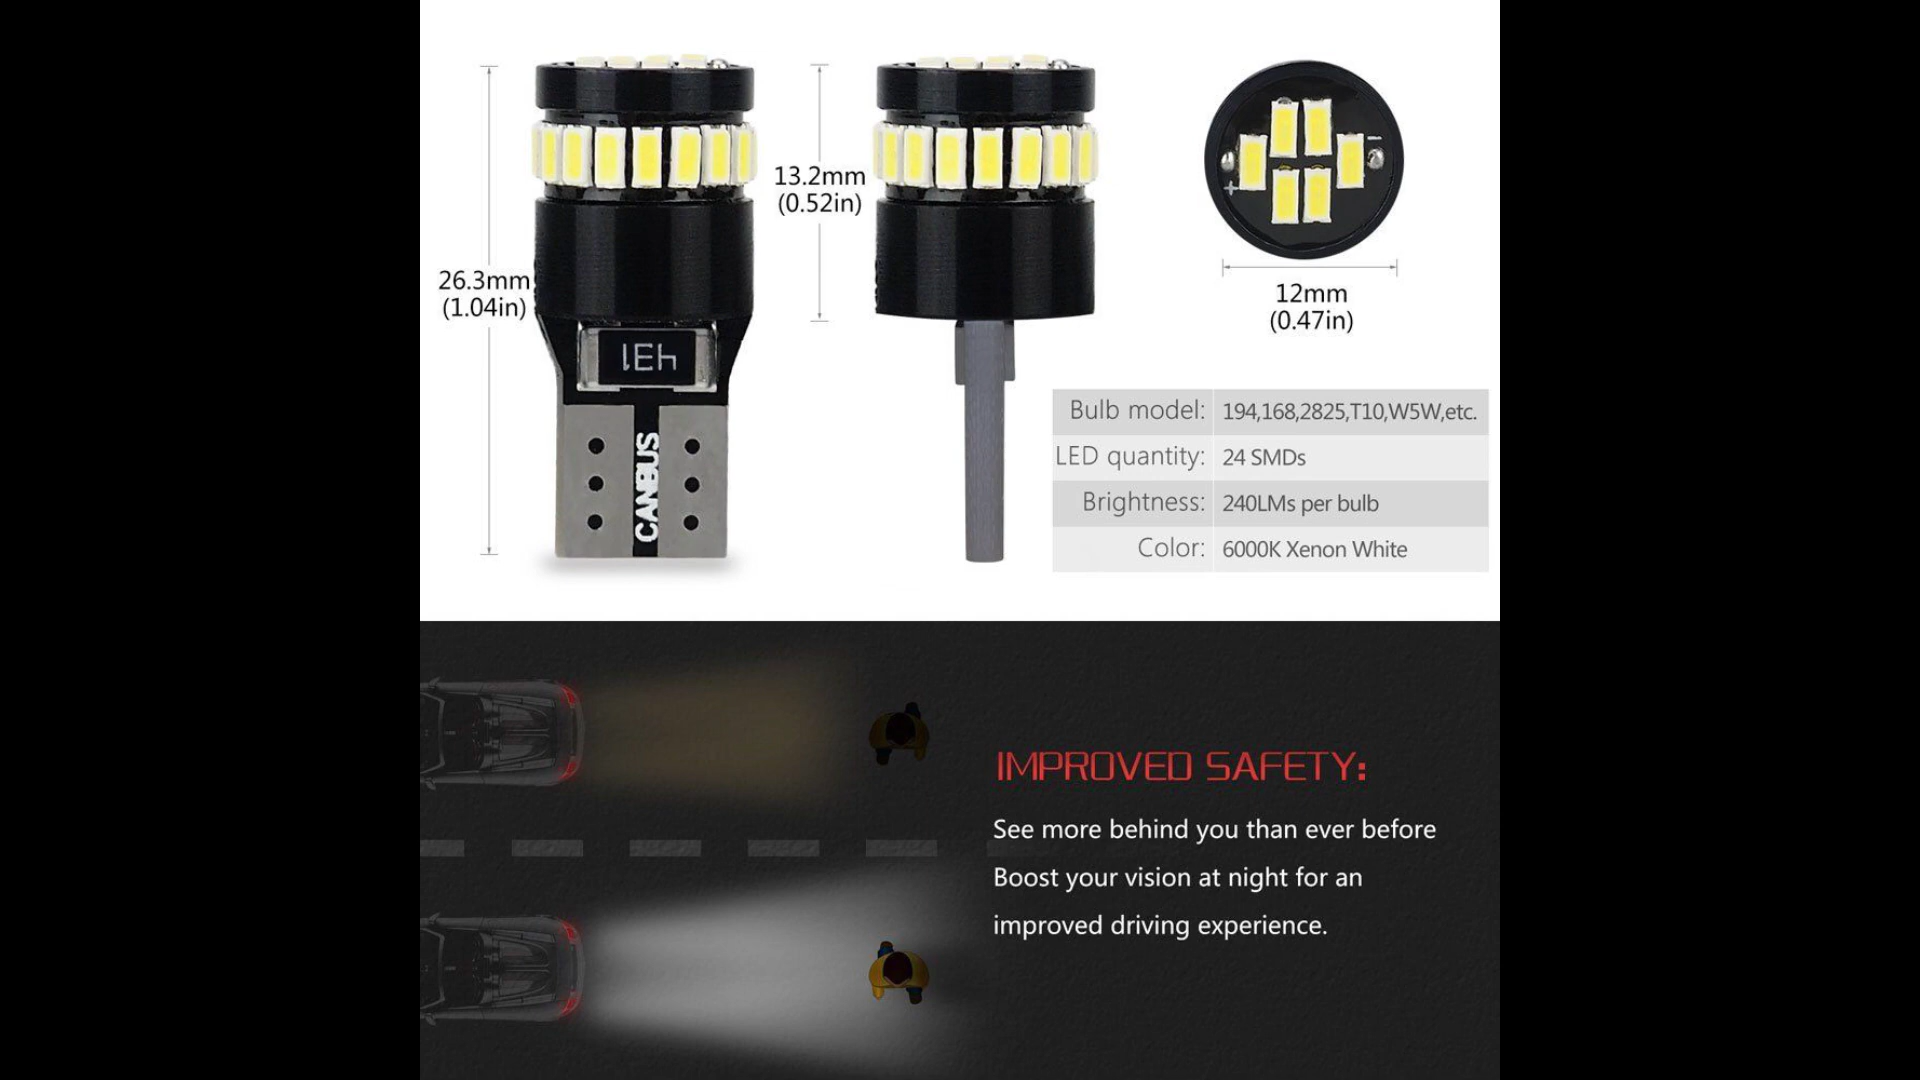 26.3mm
(1.04in)
13.2mm
(0.52in)
12mm
(0.47in)
+
−
CANBUS
Bulb model: 194,168,2825,T10,W5W,etc.
LED quantity: 24 SMDs
Brightness: 240LMs per bulb
Color: 6000K Xenon White
IMPROVED SAFETY:
See more behind you than ever before
Boost your vision at night for an
improved driving experience.